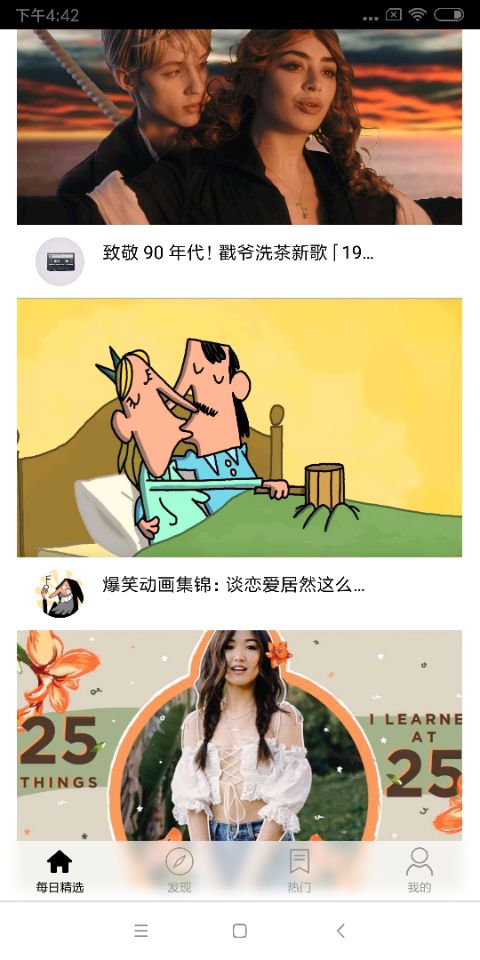 下午4:42
致敬 90 年代！戳爷洗茶新歌「19...
爆笑动画集锦：谈恋爱居然这么...
25
THINGS
I LEARNE
AT
25
每日精选
发现
热门
我的